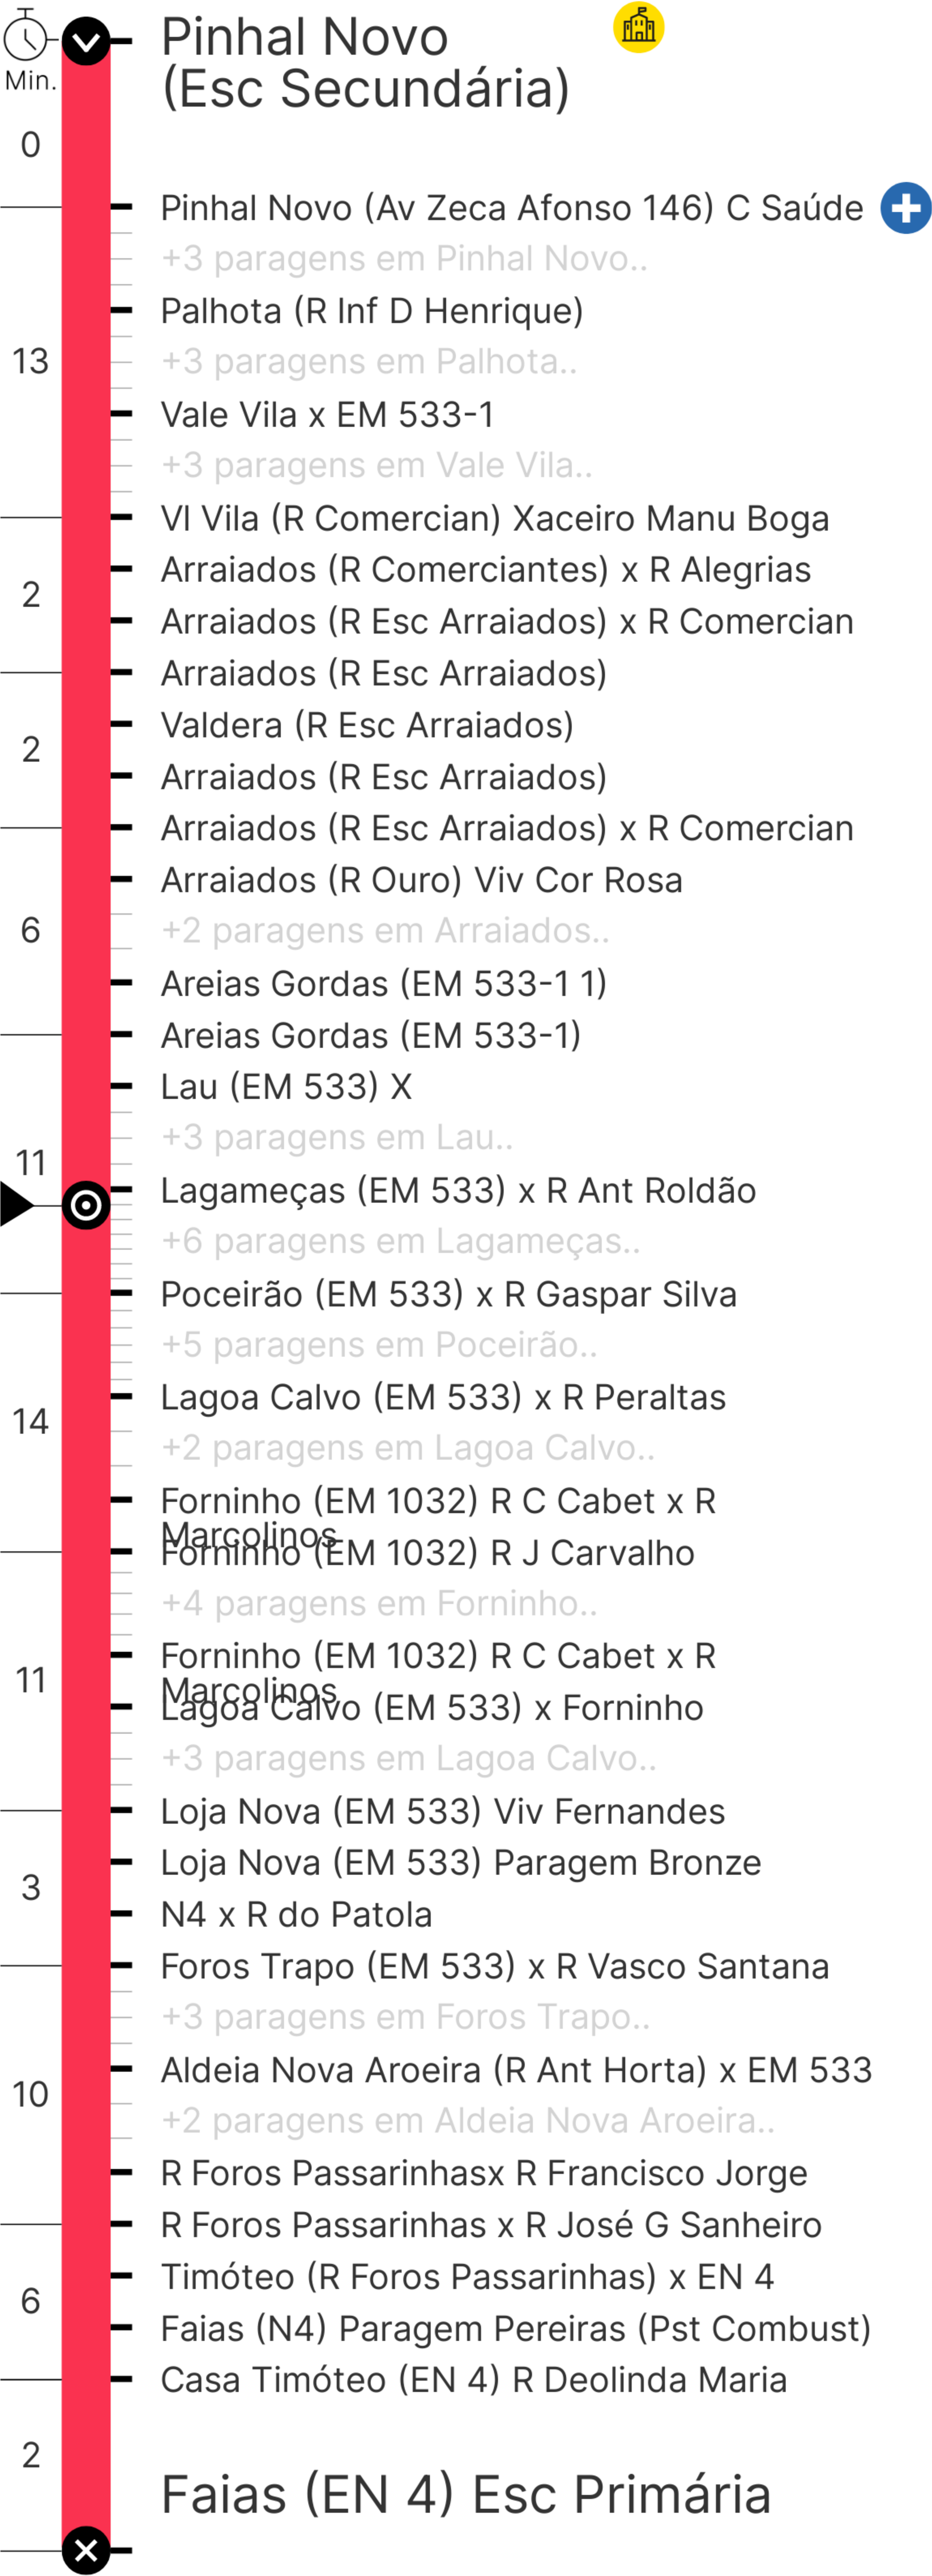 Min.
Pinhal Novo
(Esc Secundária)
0
Pinhal Novo (Av Zeca Afonso 146) C Saúde
+3 paragens em Pinhal Novo..
Palhota (R Inf D Henrique)
13
+3 paragens em Palhota..
Vale Vila x EM 533-1
+3 paragens em Vale Vila..
Vl Vila (R Comercian) Xaceiro Manu Boga
Arraiados (R Comerciantes) x R Alegrias
2
Arraiados (R Esc Arraiados) x R Comercian
Arraiados (R Esc Arraiados)
Valdera (R Esc Arraiados)
2
Arraiados (R Esc Arraiados)
Arraiados (R Esc Arraiados) x R Comercian
Arraiados (R Ouro) Viv Cor Rosa
6
+2 paragens em Arraiados..
Areias Gordas (EM 533-1 1)
Areias Gordas (EM 533-1)
Lau (EM 533) X
+3 paragens em Lau..
11
Lagameças (EM 533) x R Ant Roldão
+6 paragens em Lagameças..
Poceirão (EM 533) x R Gaspar Silva
+5 paragens em Poceirão..
Lagoa Calvo (EM 533) x R Peraltas
14
+2 paragens em Lagoa Calvo..
Forninho (EM 1032) R C Cabet x R
Marcolinos
Forninho (EM 1032) R J Carvalho
+4 paragens em Forninho..
Forninho (EM 1032) R C Cabet x R
Marcolinos
11
Lagoa Calvo (EM 533) x Forninho
+3 paragens em Lagoa Calvo..
Loja Nova (EM 533) Viv Fernandes
Loja Nova (EM 533) Paragem Bronze
3
N4 x R do Patola
Foros Trapo (EM 533) x R Vasco Santana
+3 paragens em Foros Trapo..
Aldeia Nova Aroeira (R Ant Horta) x EM 533
10
+2 paragens em Aldeia Nova Aroeira..
R Foros Passarinhasx R Francisco Jorge
R Foros Passarinhas x R José G Sanheiro
Timóteo (R Foros Passarinhas) x EN 4
6
Faias (N4) Paragem Pereiras (Pst Combust)
Casa Timóteo (EN 4) R Deolinda Maria
2
Faias (EN 4) Esc Primária